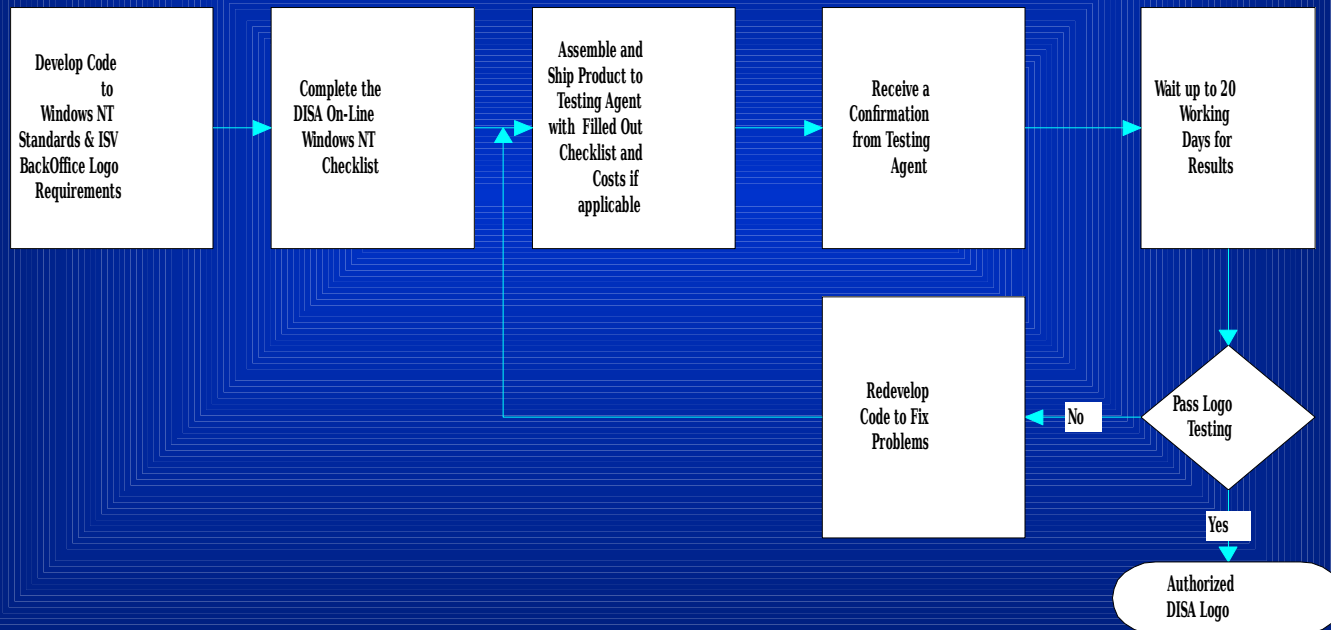 Develop Code
to
Windows NT
Standards & ISV
BackOffice Logo
Requirements
Complete the
DISA On-Line
Windows NT
Checklist
Assemble and
Ship Product to
Testing Agent
with Filled Out
Checklist and
Costs if
applicable
Receive a
Confirmation
from Testing
Agent
Wait up to 20
Working
Days for
Results
Redevelop
Code to Fix
Problems
No
Pass Logo
Testing
Yes
Authorized
DISA Logo